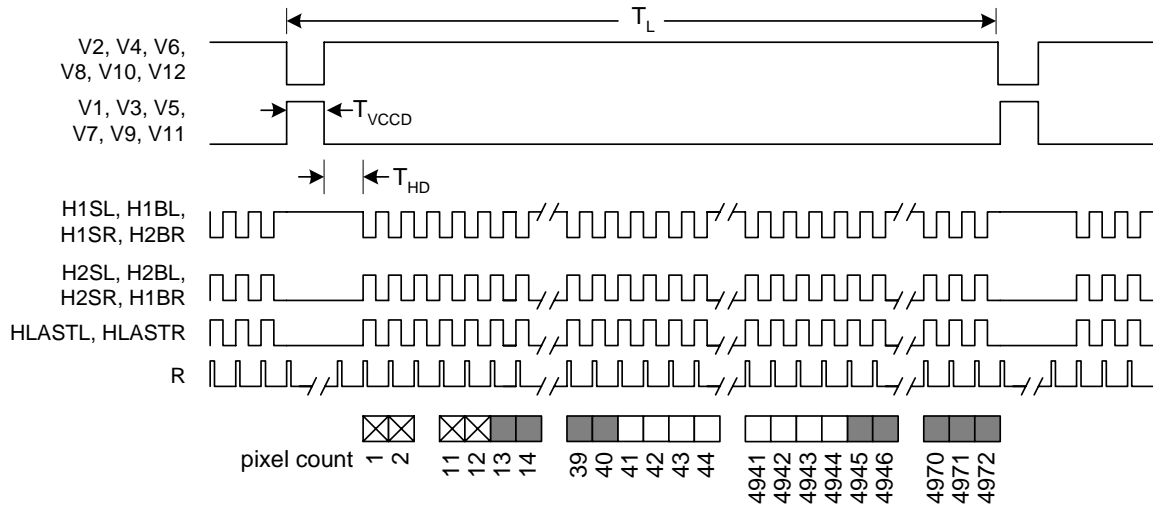 T_L
V2, V4, V6,
V8, V10, V12
V1, V3, V5,
V7, V9, V11
T_VCCD
T_HD
H1SL, H1BL,
H1SR, H2BR
H2SL, H2BL,
H2SR, H1BR
HLASTL, HLASTR
R
pixel count
1
2
11
12
13
14
39
40
41
42
43
44
4941
4942
4943
4944
4945
4946
4970
4971
4972